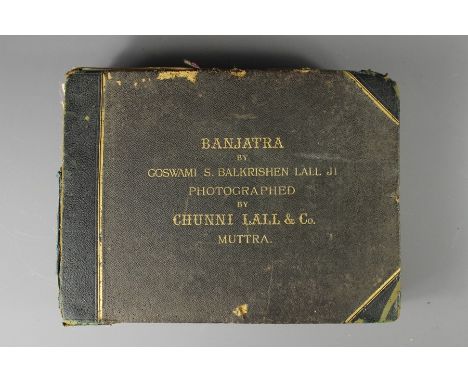 BANJATRA
BY
GOSWAMI S. BALKRISHEN LALL JI
PHOTOGRAPHED
BY
CHUNNI LALL & Co.
MUTTRA.